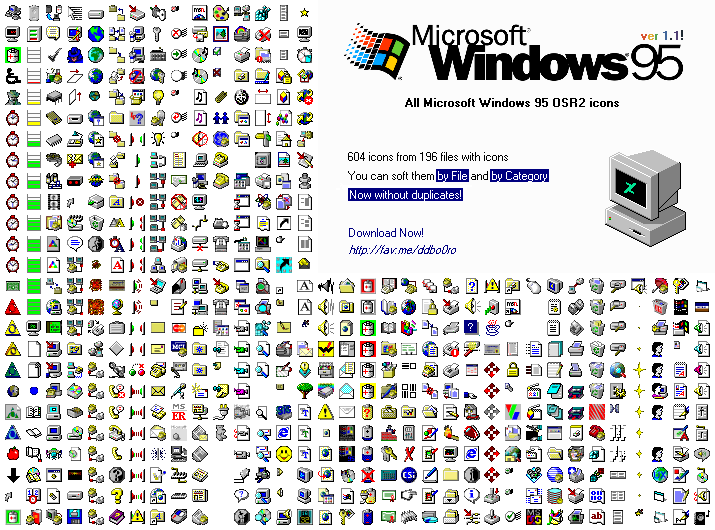 ver 1.1!
Microsoft
Windows 95
All Microsoft Windows 95 OSR2 icons
604 icons from 196 files with icons
You can soft them by File and by Category
Now without duplicates!
Download Now!
http://fav.me/ddbo0ro